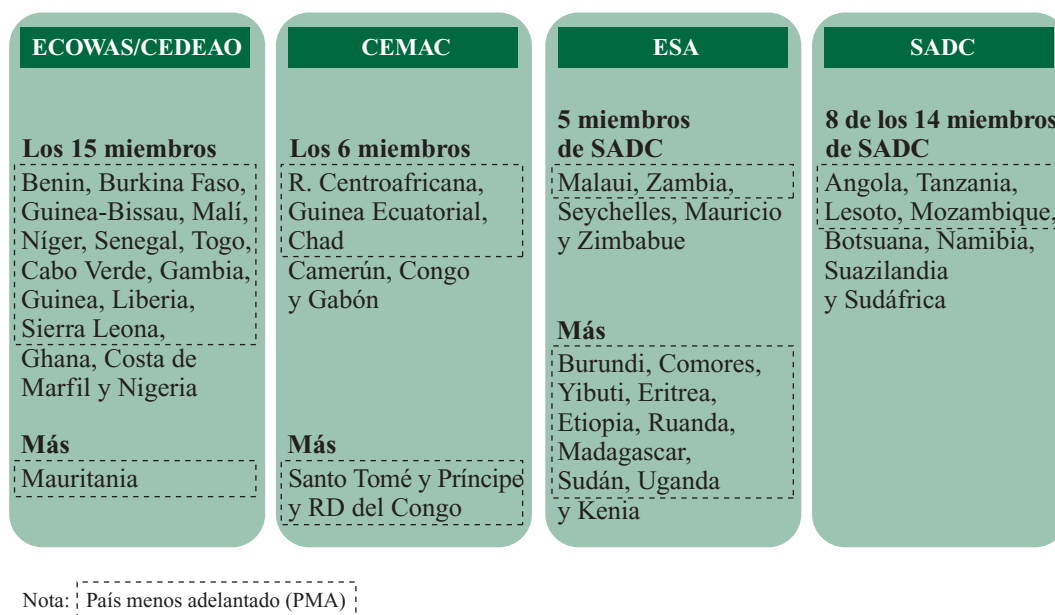 ECOWAS/CEDEAO
Los 15 miembros
Benin, Burkina Faso,
Guinea-Bissau, Malí,
Níger, Senegal, Togo,
Cabo Verde, Gambia,
Guinea, Liberia,
Sierra Leona,
Ghana, Costa de
Marfil y Nigeria
Más
Mauritania
CEMAC
Los 6 miembros
R. Centroafricana,
Guinea Ecuatorial,
Chad
Camerún, Congo
y Gabón
Más
Santo Tomé y Príncipe
y RD del Congo
ESA
5 miembros
de SADC
Malaui, Zambia,
Seychelles, Mauricio
y Zimbabue
Más
Burundi, Comores,
Yibuti, Eritrea,
Etiopia, Ruanda,
Madagascar,
Sudán, Uganda
y Kenia
SADC
8 de los 14 miembros
de SADC
Angola, Tanzania,
Lesoto, Mozambique,
Botsuana, Namibia,
Suazilandia
y Sudáfrica
Nota: País menos adelantado (PMA)